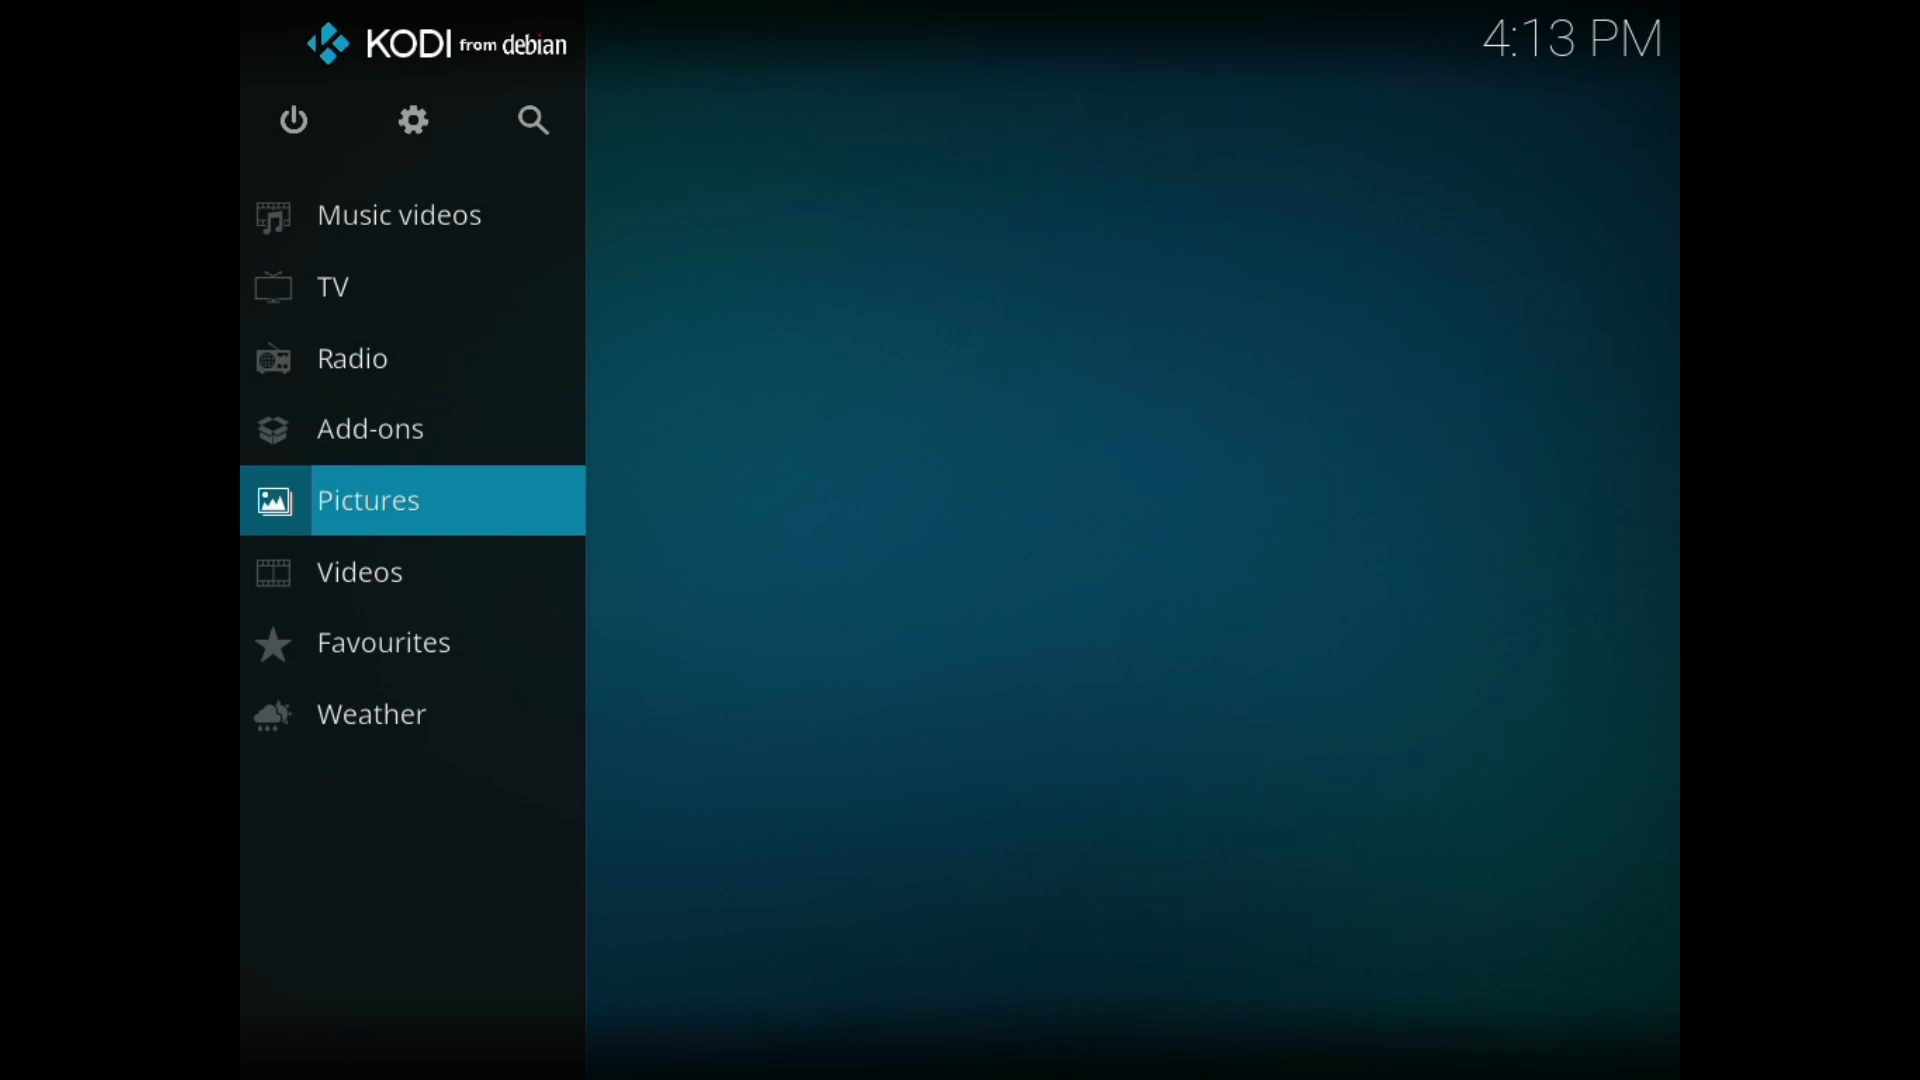 KODI from debian
4:13 PM
Music videos
TV
Radio
Add-ons
Pictures
Videos
Favourites
Weather